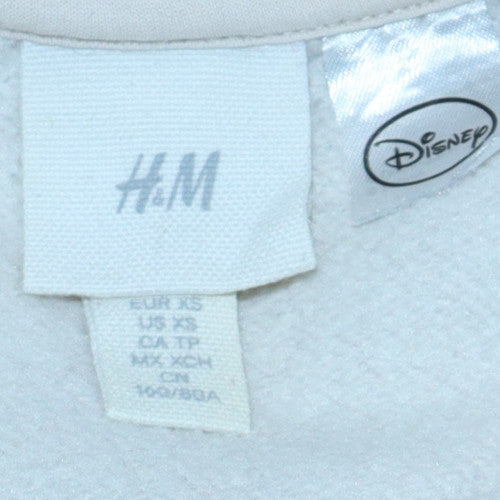 H&M
DISNEY
EUR XS
US XS
CA TP
MX XCH
CN
160/80A